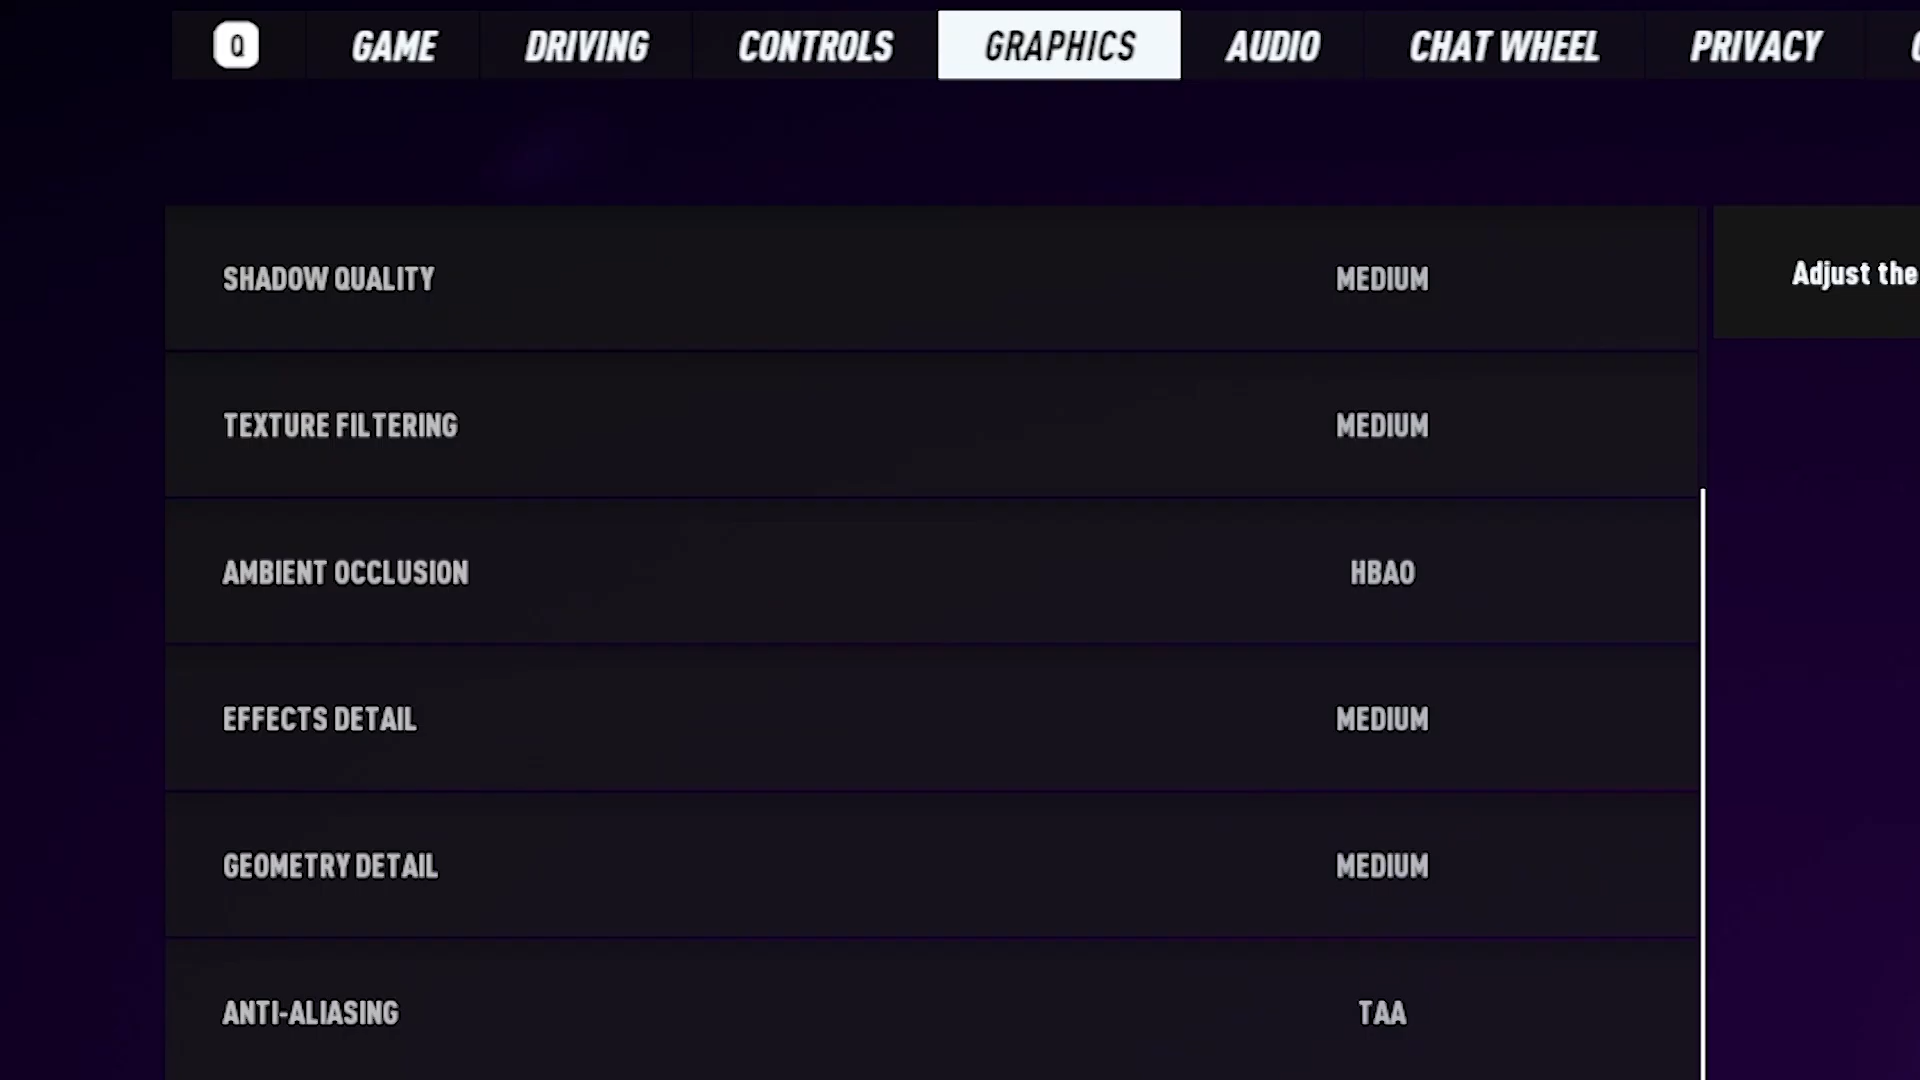 Q GAME DRIVING CONTROLS GRAPHICS AUDIO CHAT WHEEL PRIVACY
SHADOW QUALITY MEDIUM
Adjust the
TEXTURE FILTERING MEDIUM
AMBIENT OCCLUSION HBAO
EFFECTS DETAIL MEDIUM
GEOMETRY DETAIL MEDIUM
ANTI-ALIASING TAA